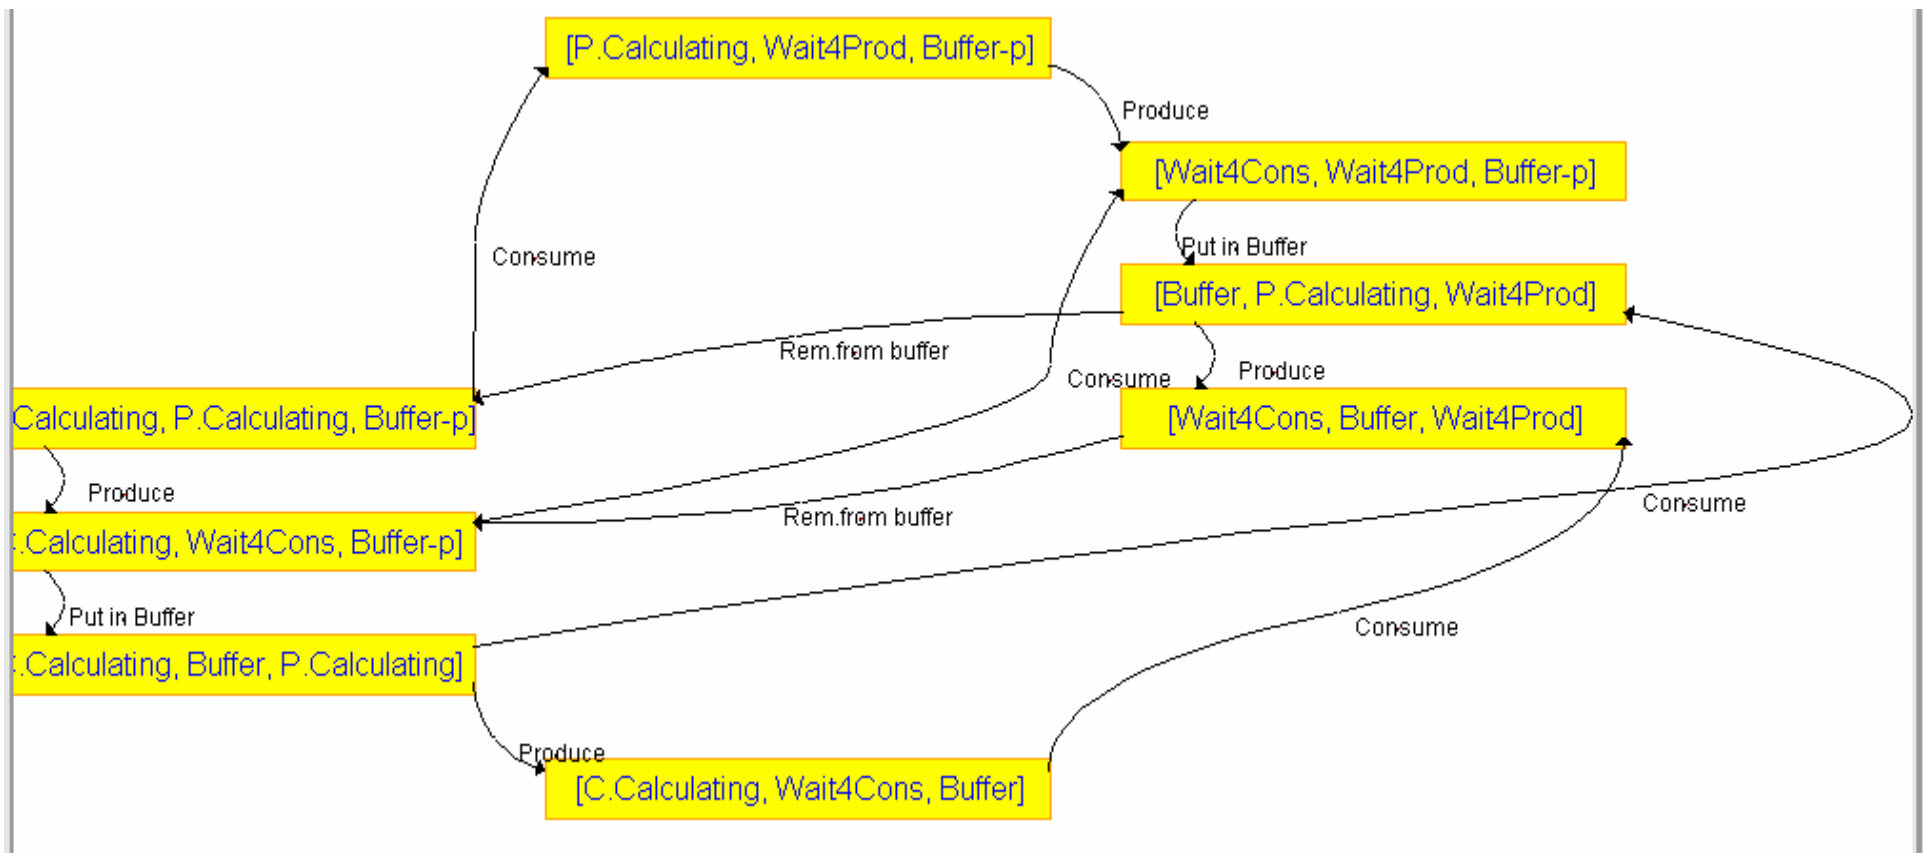 [P.Calculating, Wait4Prod, Buffer-p]
Produce
[Wait4Cons, Wait4Prod, Buffer-p]
Consume
Put in Buffer
[Buffer, P.Calculating, Wait4Prod]
Rem.from buffer
Consume
Produce
Calculating, P.Calculating, Buffer-p]
[Wait4Cons, Buffer, Wait4Prod]
Produce
Rem.from buffer
Consume
.Calculating, Wait4Cons, Buffer-p]
Put in Buffer
Consume
.Calculating, Buffer, P.Calculating]
Produce
[C.Calculating, Wait4Cons, Buffer]